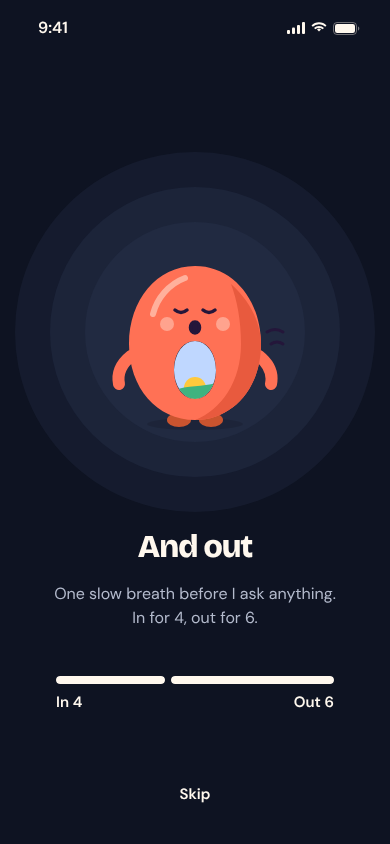 9:41
And out
One slow breath before I ask anything.
In for 4, out for 6.
In 4
Out 6
Skip